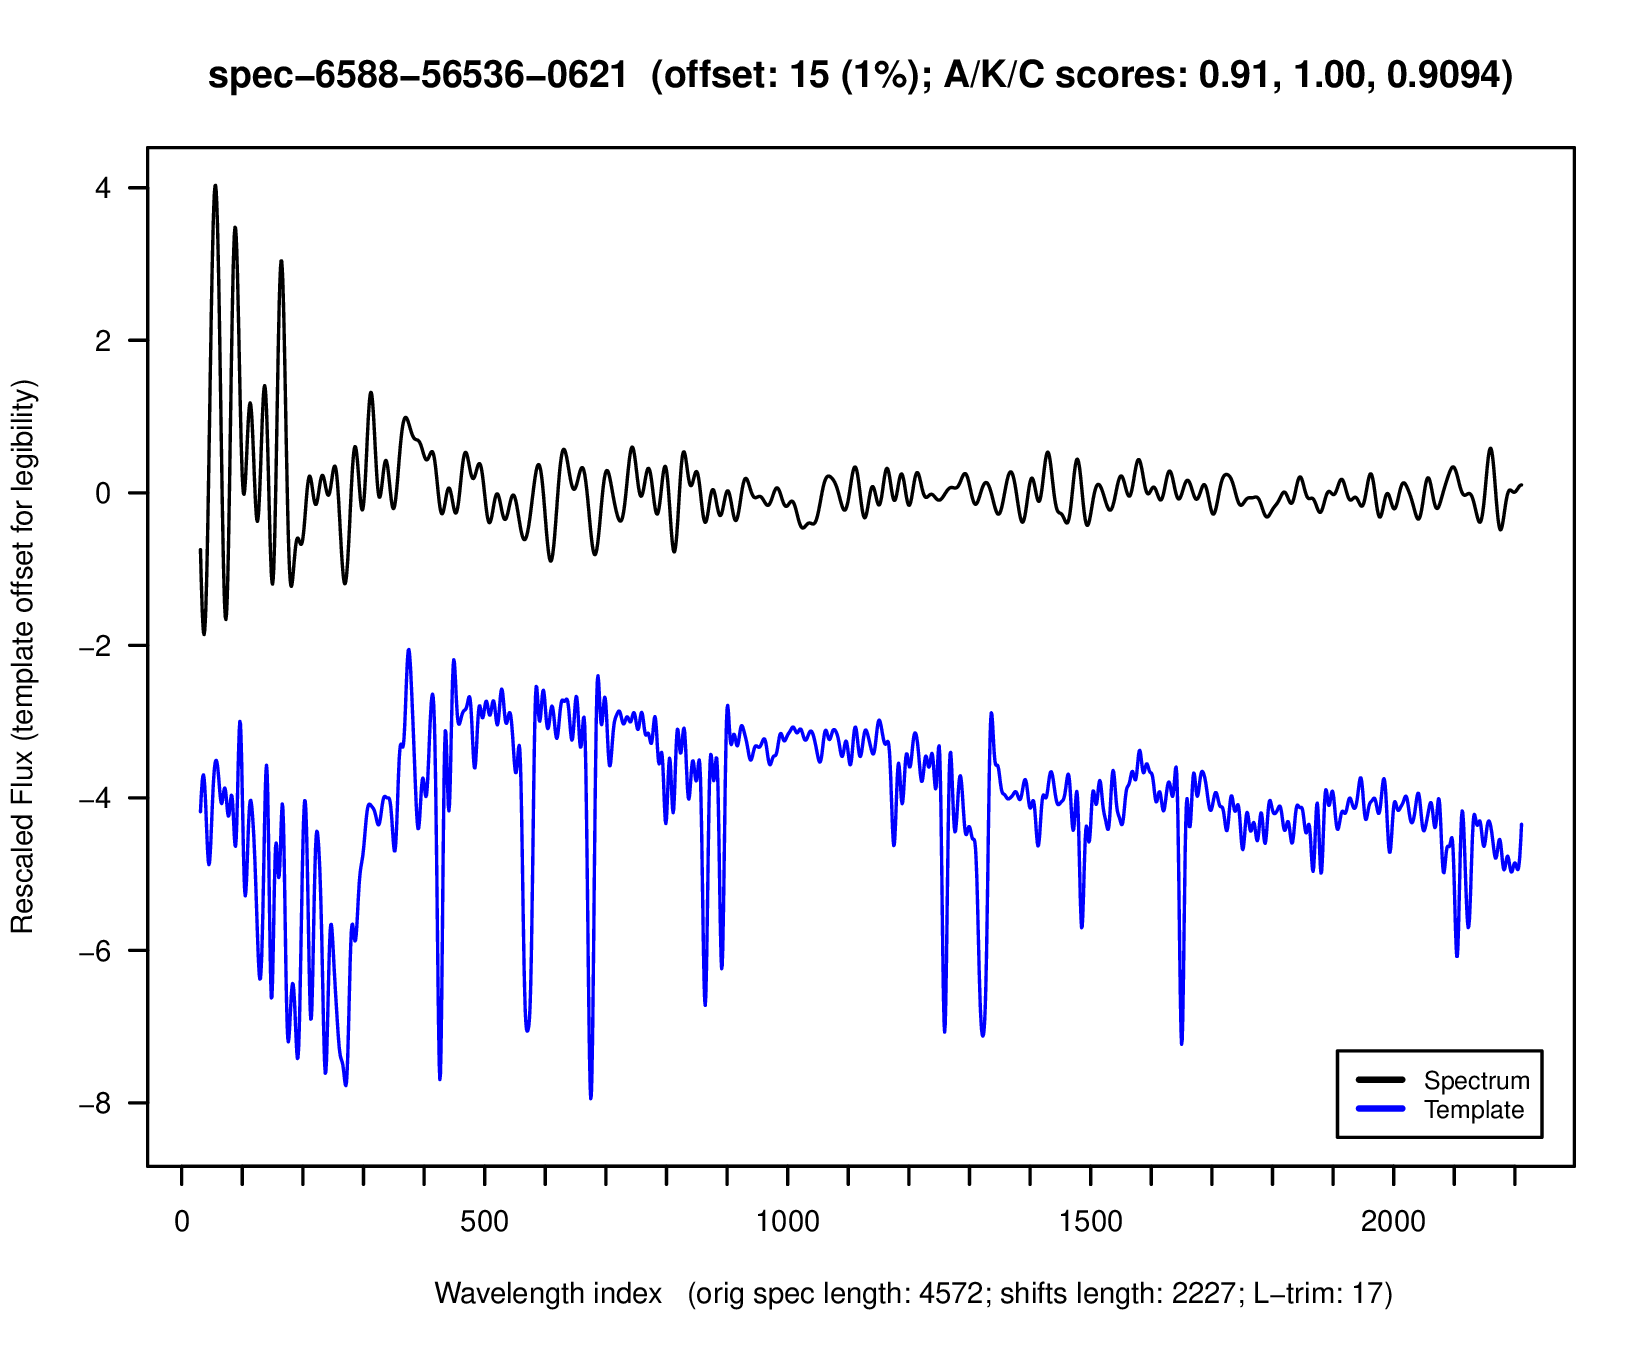 spec−6588−56536−0621  (offset: 15 (1%); A/K/C scores: 0.91, 1.00, 0.9094)
Rescaled Flux (template offset for legibility)
4
2
0
−2
−4
−6
−8
Spectrum
Template
0 500 1000 1500 2000
Wavelength index   (orig spec length: 4572; shifts length: 2227; L−trim: 17)